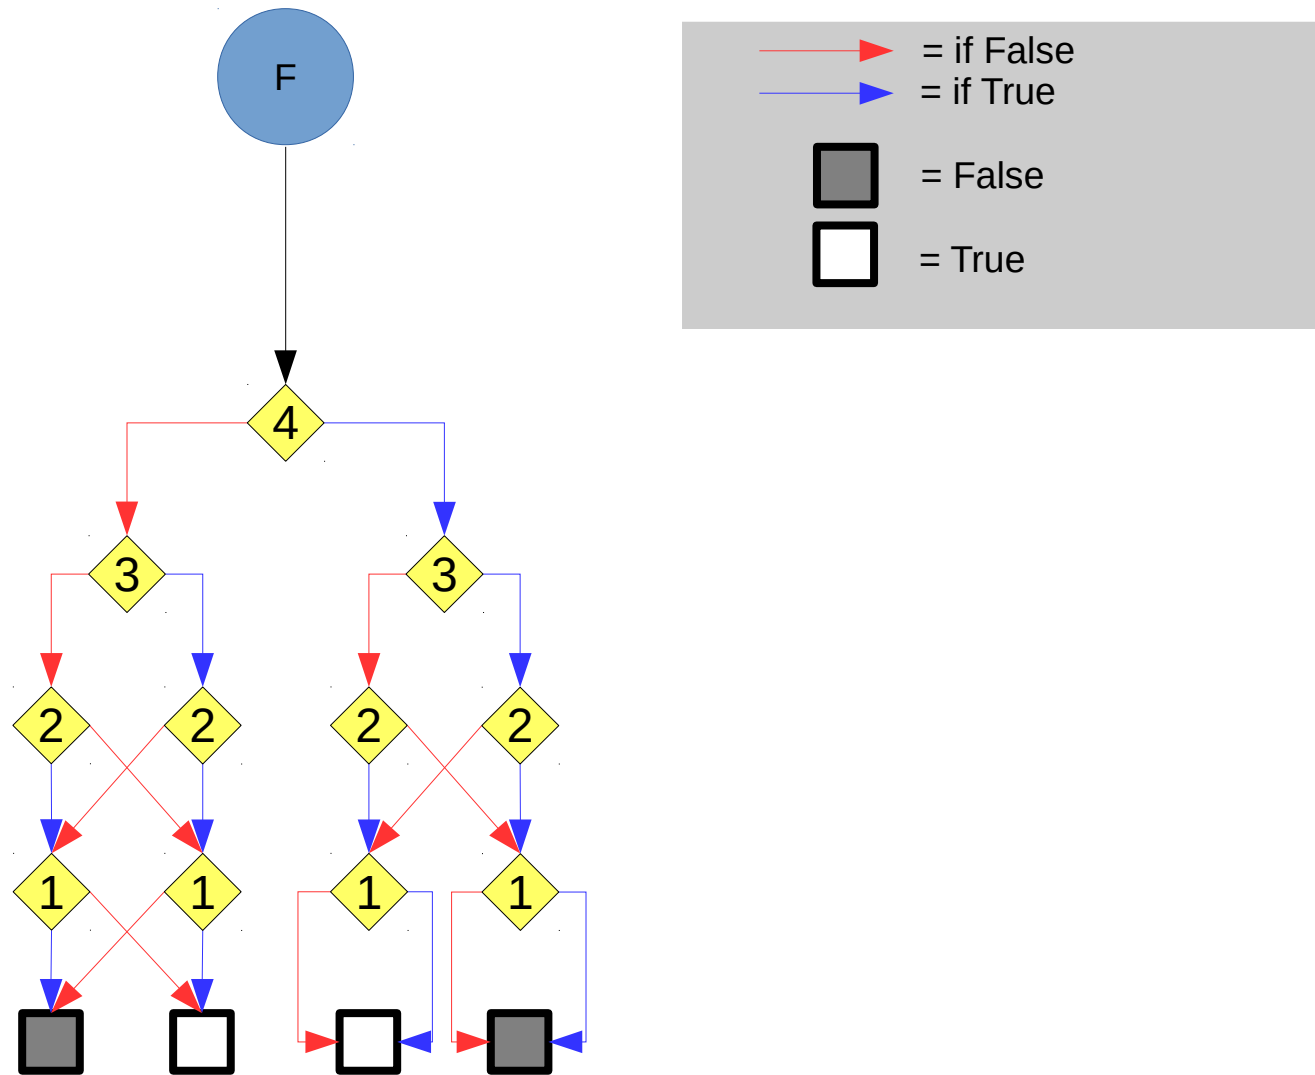 F
= if False
= if True
= False
= True
4
3 3
2 2 2 2
1 1 1 1